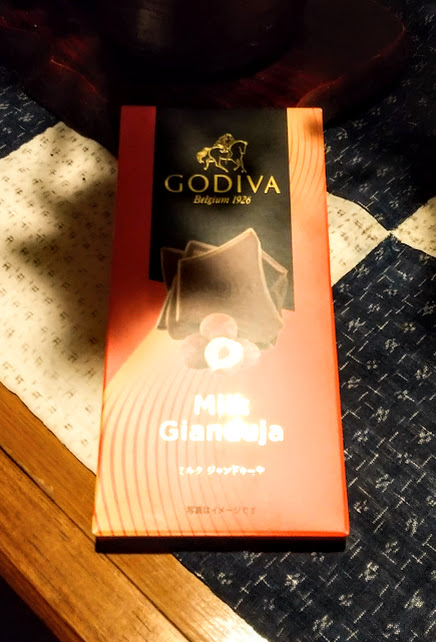 GODIVA
Belgium 1926
Milk
Gianduja
ミルク ジャンドゥーヤ
写真はイメージです